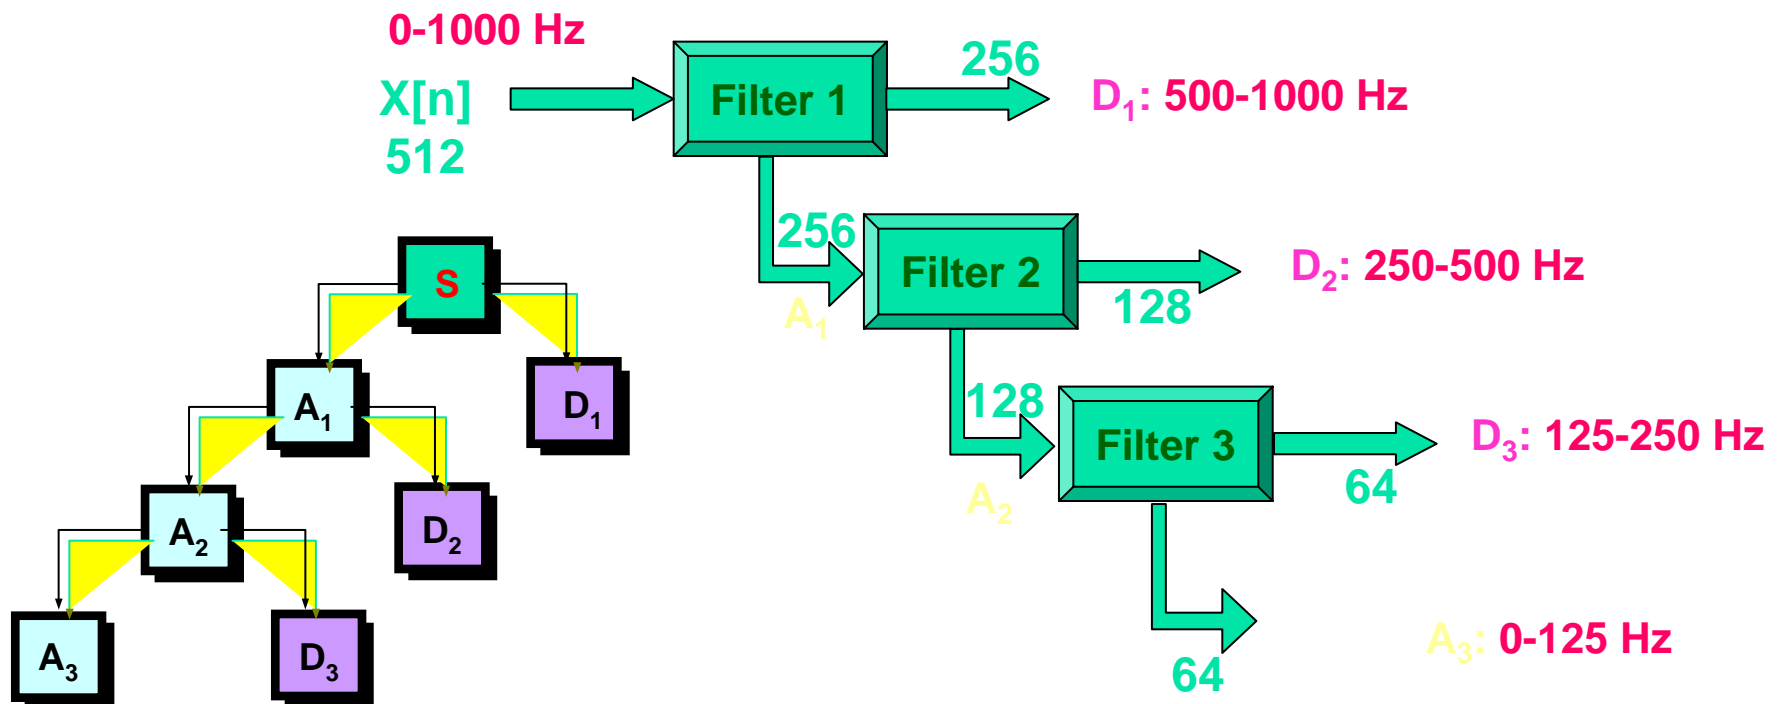 0-1000 Hz
X[n]
512
Filter 1
256
D₁: 500-1000 Hz
256
A₁
Filter 2
128
D₂: 250-500 Hz
128
A₂
Filter 3
64
D₃: 125-250 Hz
64
A₃: 0-125 Hz
S
A₁
D₁
A₂
D₂
A₃
D₃